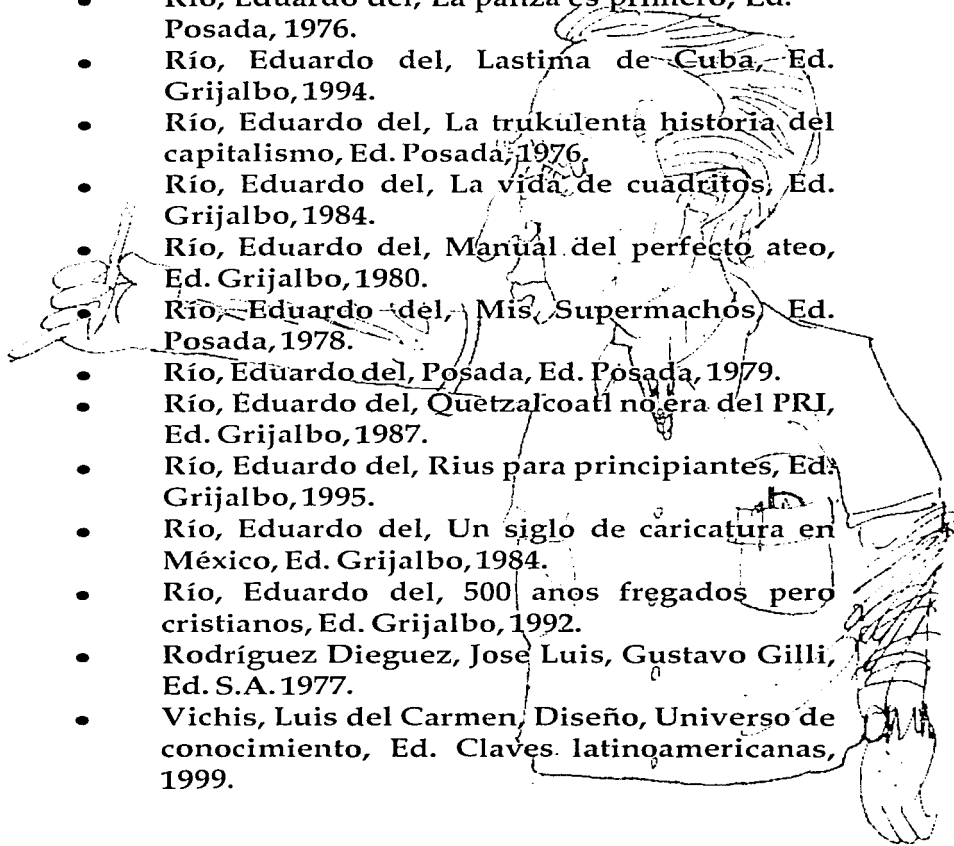 • Río, Eduardo del, La panza es primero, Ed.
Posada, 1976.
• Río, Eduardo del, Lastima de Cuba, Ed.
Grijalbo, 1994.
• Río, Eduardo del, La trukulenta historia del
capitalismo, Ed. Posada, 1976.
• Río, Eduardo del, La vida de cuadritos, Ed.
Grijalbo, 1984.
• Río, Eduardo del, Manual del perfecto ateo,
Ed. Grijalbo, 1980.
• Río, Eduardo del, Mis Supermachos, Ed.
Posada, 1978.
• Río, Eduardo del, Posada, Ed. Posada, 1979.
• Río, Eduardo del, Quetzalcoatl no era del PRI,
Ed. Grijalbo, 1987.
• Río, Eduardo del, Rius para principiantes, Ed.
Grijalbo, 1995.
• Río, Eduardo del, Un siglo de caricatura en
México, Ed. Grijalbo, 1984.
• Río, Eduardo del, 500 anos fregados pero
cristianos, Ed. Grijalbo, 1992.
• Rodríguez Dieguez, Jose Luis, Gustavo Gilli,
Ed. S.A. 1977.
• Vichis, Luis del Carmen, Diseño, Universo de
conocimiento, Ed. Claves latinoamericanas,
1999.